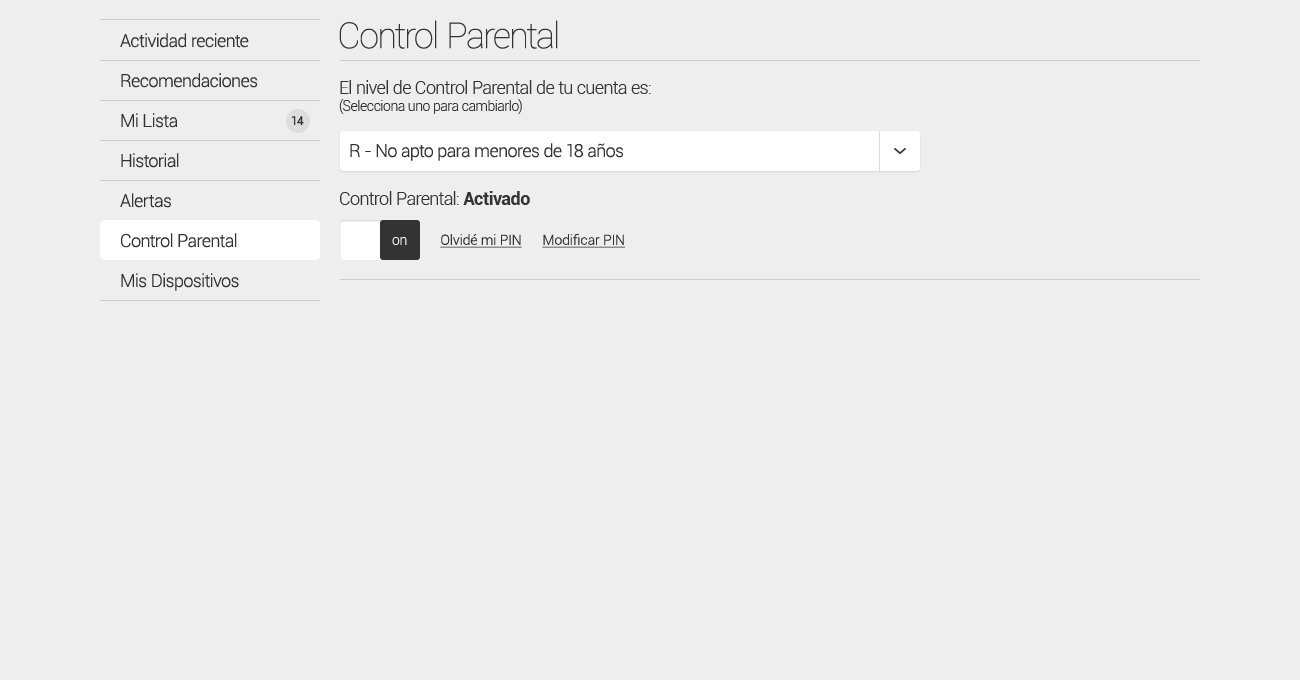 Actividad reciente
Recomendaciones
Mi Lista 14
Historial
Alertas
Control Parental
Mis Dispositivos
Control Parental
El nivel de Control Parental de tu cuenta es:
(Selecciona uno para cambiarlo)
R - No apto para menores de 18 años
Control Parental: Activado
on Olvidé mi PIN Modificar PIN